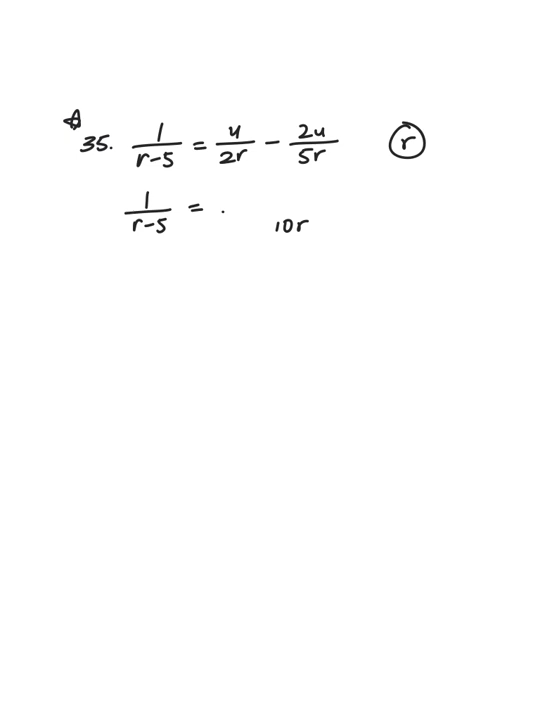 ☆
35. 1/(r-5) = u/2r - 2u/5r (r)
1/(r-5) = . 10r